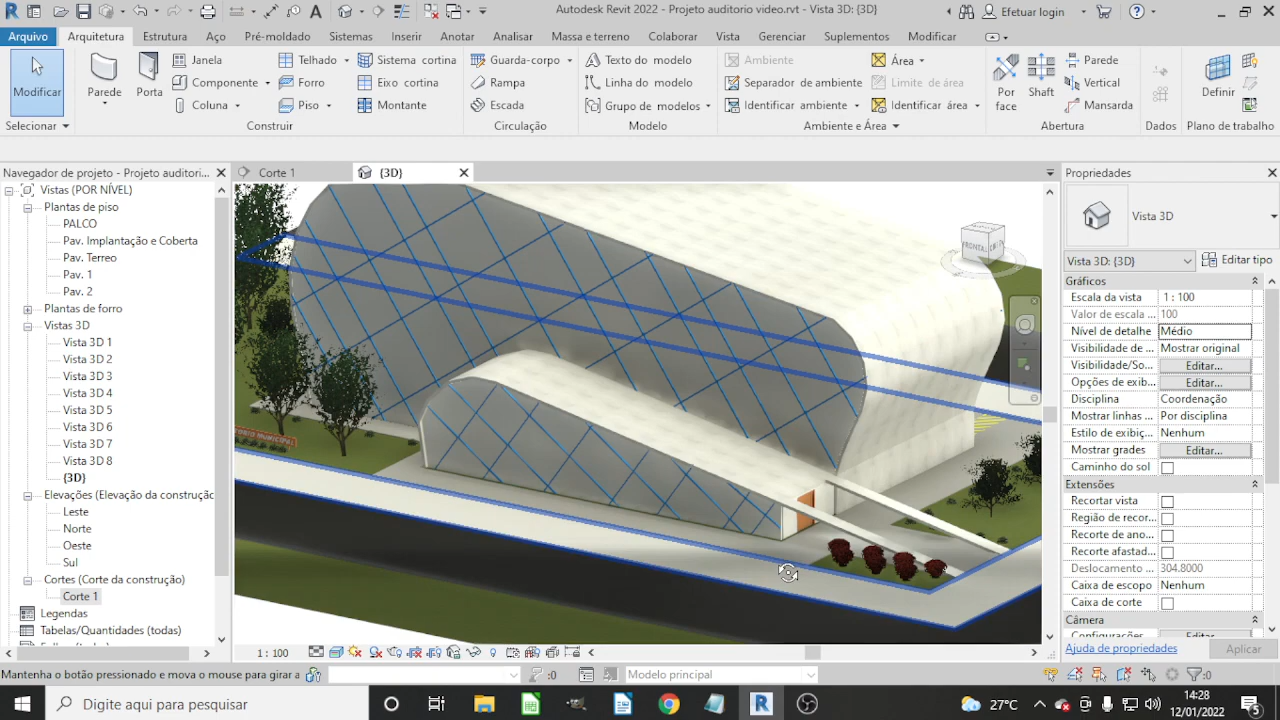 Autodesk Revit 2022 - Projeto auditorio video.rvt - Vista 3D: {3D}
Efetuar login
Arquivo Arquitetura Estrutura Aço Pré-moldado Sistemas Inserir Anotar Analisar Massa e terreno Colaborar Vista Gerenciar Suplementos Modificar
Modificar
Parede
Porta
Janela
Componente
Coluna
Telhado
Forro
Piso
Sistema cortina
Eixo cortina
Montante
Guarda-corpo
Rampa
Escada
Texto do modelo
Linha do modelo
Grupo de modelos
Ambiente
Separador de ambiente
Identificar ambiente
Área
Limite de área
Identificar área
Por face
Shaft
Parede
Vertical
Mansarda
Definir
Selecionar
Construir
Circulação
Modelo
Ambiente e Área
Abertura
Dados
Plano de trabalho
Navegador de projeto - Projeto auditori...
Vistas (POR NÍVEL)
Plantas de piso
PALCO
Pav. Implantação e Coberta
Pav. Terreo
Pav. 1
Pav. 2
Plantas de forro
Vistas 3D
Vista 3D 1
Vista 3D 2
Vista 3D 3
Vista 3D 4
Vista 3D 5
Vista 3D 6
Vista 3D 7
Vista 3D 8
{3D}
Elevações (Elevação da construção
Leste
Norte
Oeste
Sul
Cortes (Corte da construção)
Corte 1
Legendas
Tabelas/Quantidades (todas)
Corte 1
{3D}
FRONTAL
MUNICIPAL
Propriedades
Vista 3D
Vista 3D: {3D}
Editar tipo
Gráficos
Escala da vista 1 : 100
Valor de escala ... 100
Nível de detalhe Médio
Visibilidade de ... Mostrar original
Visibilidade/So... Editar...
Opções de exib... Editar...
Disciplina Coordenação
Mostrar linhas ... Por disciplina
Estilo de exibiç... Nenhum
Mostrar grades Editar...
Caminho do sol
Extensões
Recortar vista
Região de recor...
Recorte de ano...
Recorte afastad...
Deslocamento ... 304.8000
Caixa de escopo Nenhum
Caixa de corte
Câmera
Ajuda de propriedades
Aplicar
1 : 100
Mantenha o botão pressionado e mova o mouse para girar a
:0
Modelo principal
:0
Digite aqui para pesquisar
27°C
14:28
12/01/2022
5